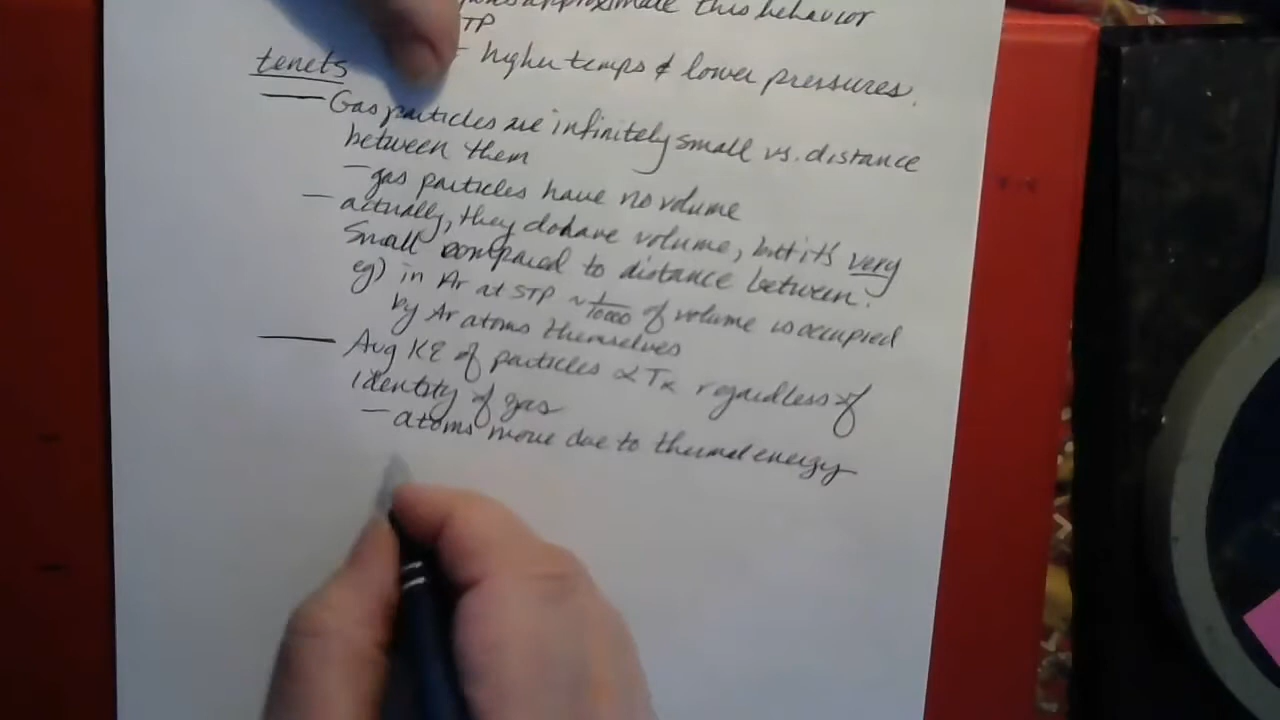 approximate this behavior
TP
- higher temps & lower pressures.
tenets
— Gas particles are infinitely small vs. distance
between them
- gas particles have no volume
- actually, they do have volume, but it's very
small compared to distance between.
eg) in Ar at STP ~ 1/10000 of volume is occupied
by Ar atoms themselves
— Avg KE of particles ∝ TK regardless of
identity of gas
- atoms move due to thermal energy